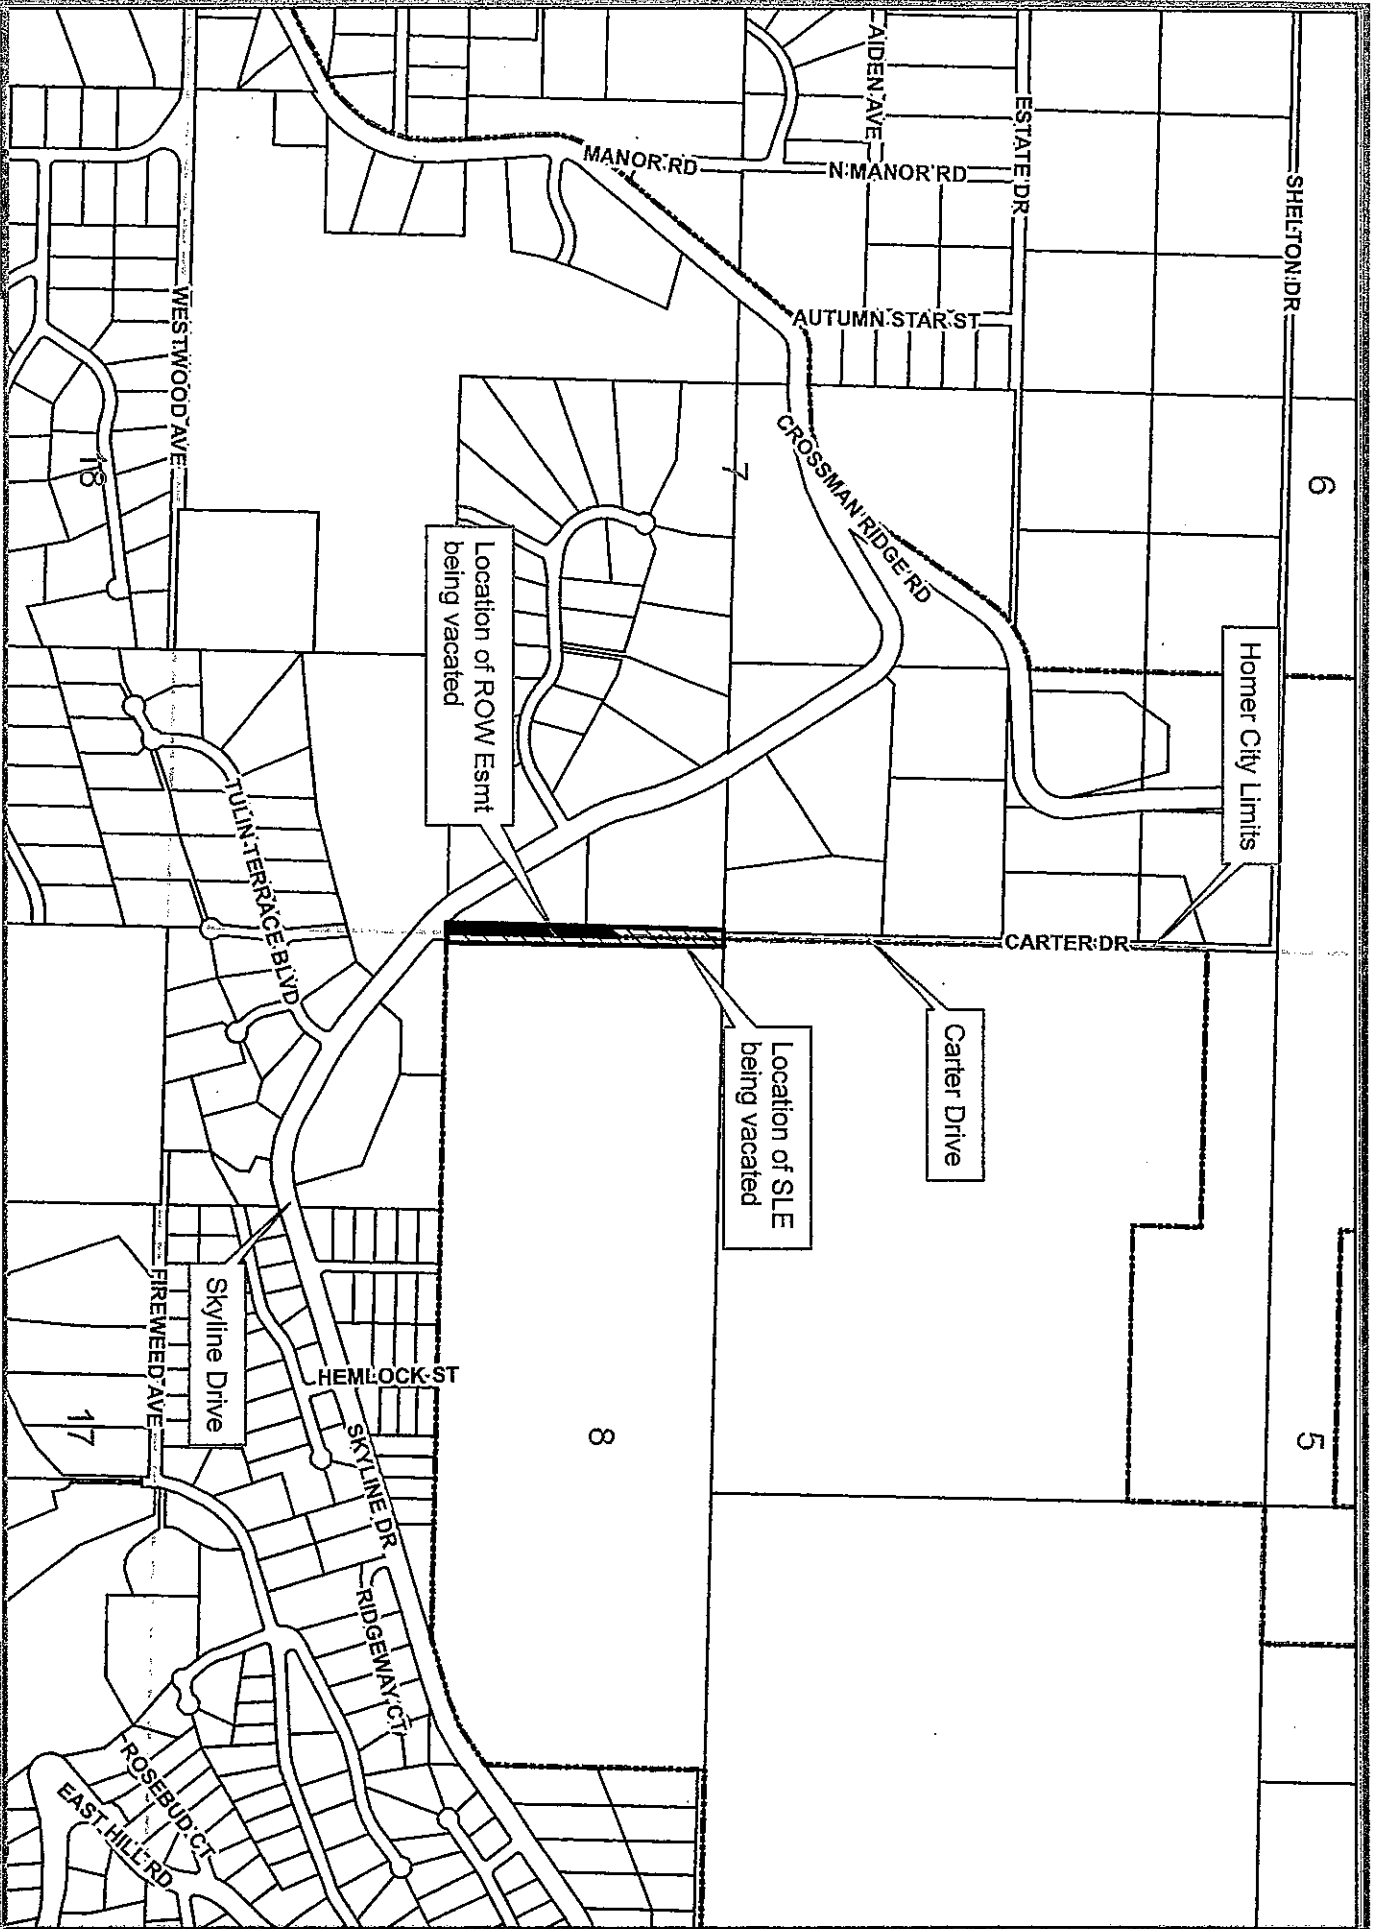 SHELTON DR
6
5
Homer City Limits
ESTATE DR
AIDEN AVE
N MANOR RD
MANOR RD
AUTUMN STAR ST
CROSSMAN RIDGE RD
CARTER DR
Carter Drive
7
Location of SLE
being vacated
Location of ROW Esmt
being vacated
8
WESTWOOD AVE
18
TULIN TERRACE BLVD
Skyline Drive
HEMLOCK ST
SKYLINE DR
RIDGEWAY CT
FIREWEED AVE
17
ROSEBUD CT
EAST HILL RD